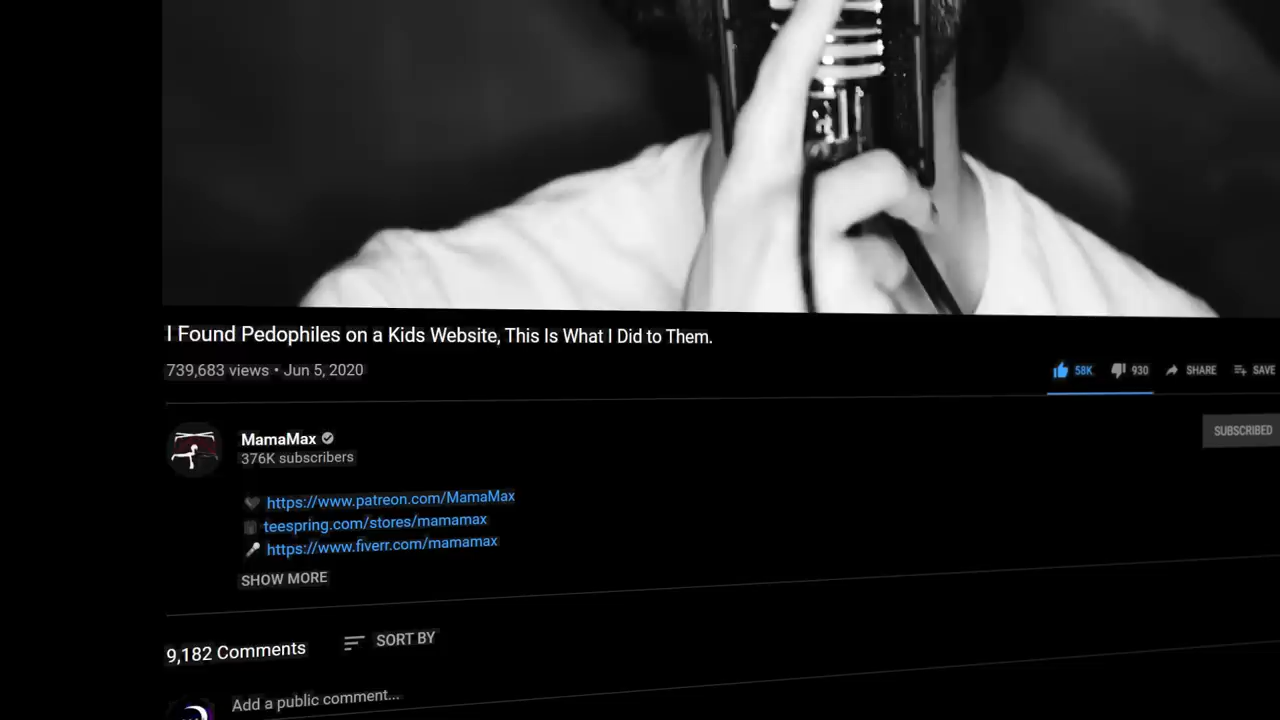 I Found Pedophiles on a Kids Website, This Is What I Did to Them.
739,683 views • Jun 5, 2020
58K 930 SHARE SAVE
MamaMax
376K subscribers
SUBSCRIBED
https://www.patreon.com/MamaMax
teespring.com/stores/mamamax
https://www.fiverr.com/mamamax
SHOW MORE
9,182 Comments SORT BY
Add a public comment...